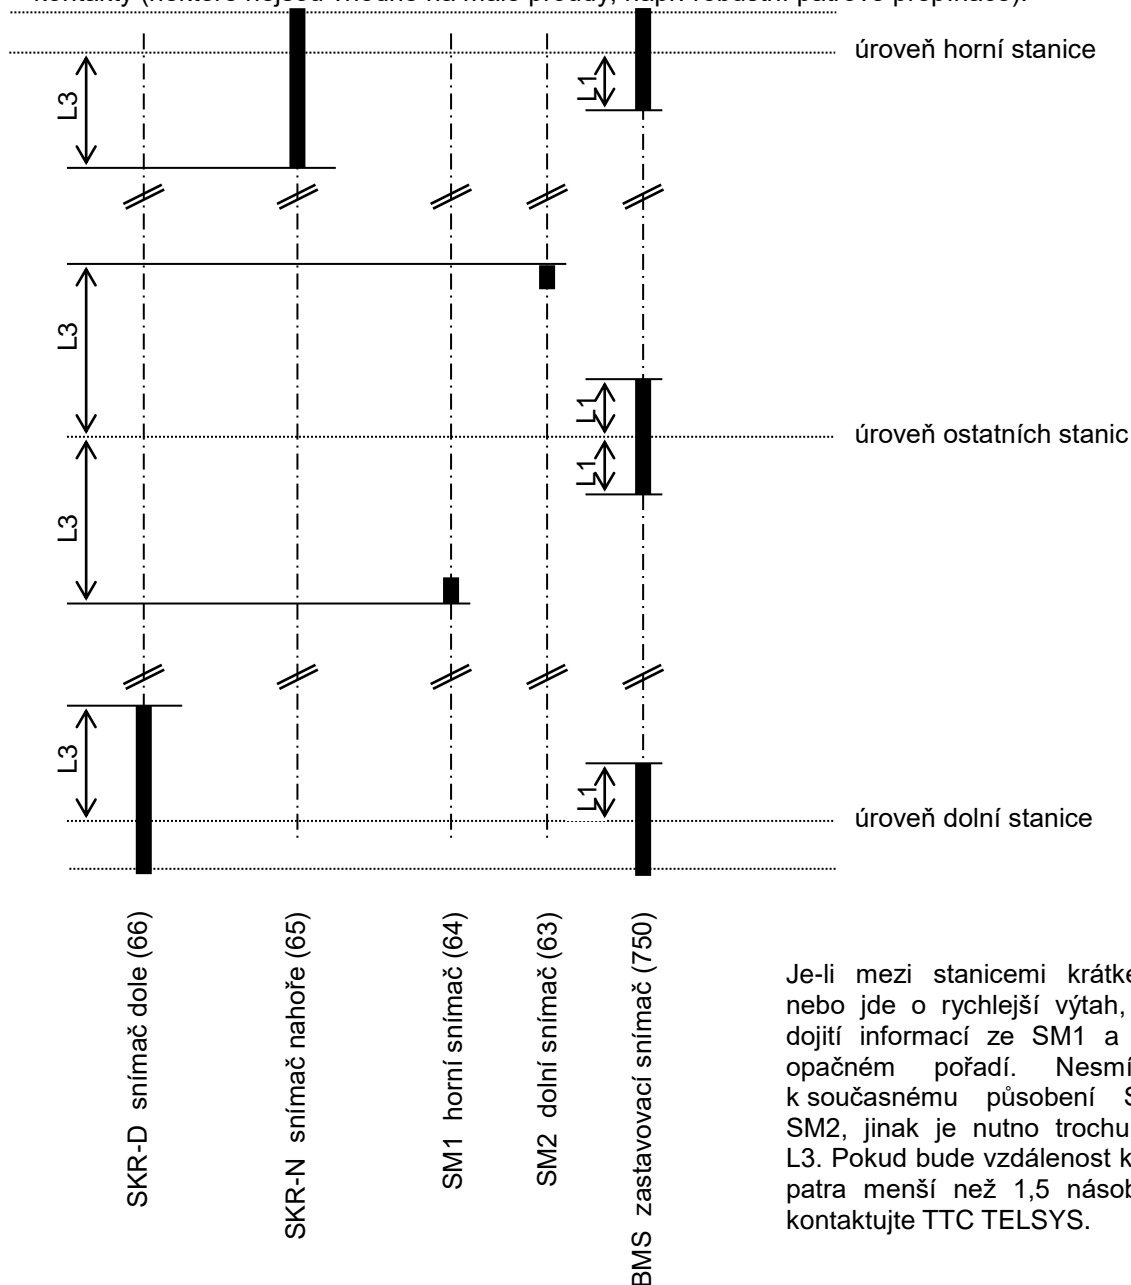 úroveň horní stanice
L3
L1
L3
L1
úroveň ostatních stanic
L1
L3
L3
L1
úroveň dolní stanice
SKR-D snímač dole (66)
SKR-N snímač nahoře (65)
SM1 horní snímač (64)
SM2 dolní snímač (63)
BMS zastavovací snímač (750)
Je-li mezi stanicemi
nebo jde o rychlejší výtah,
dojití informací ze SM1 a
opačném pořadí.
k současnému působení
SM2, jinak je nutno trochu
L3. Pokud bude vzdálenost
patra menší než 1,5
kontaktujte TTC TELSYS.